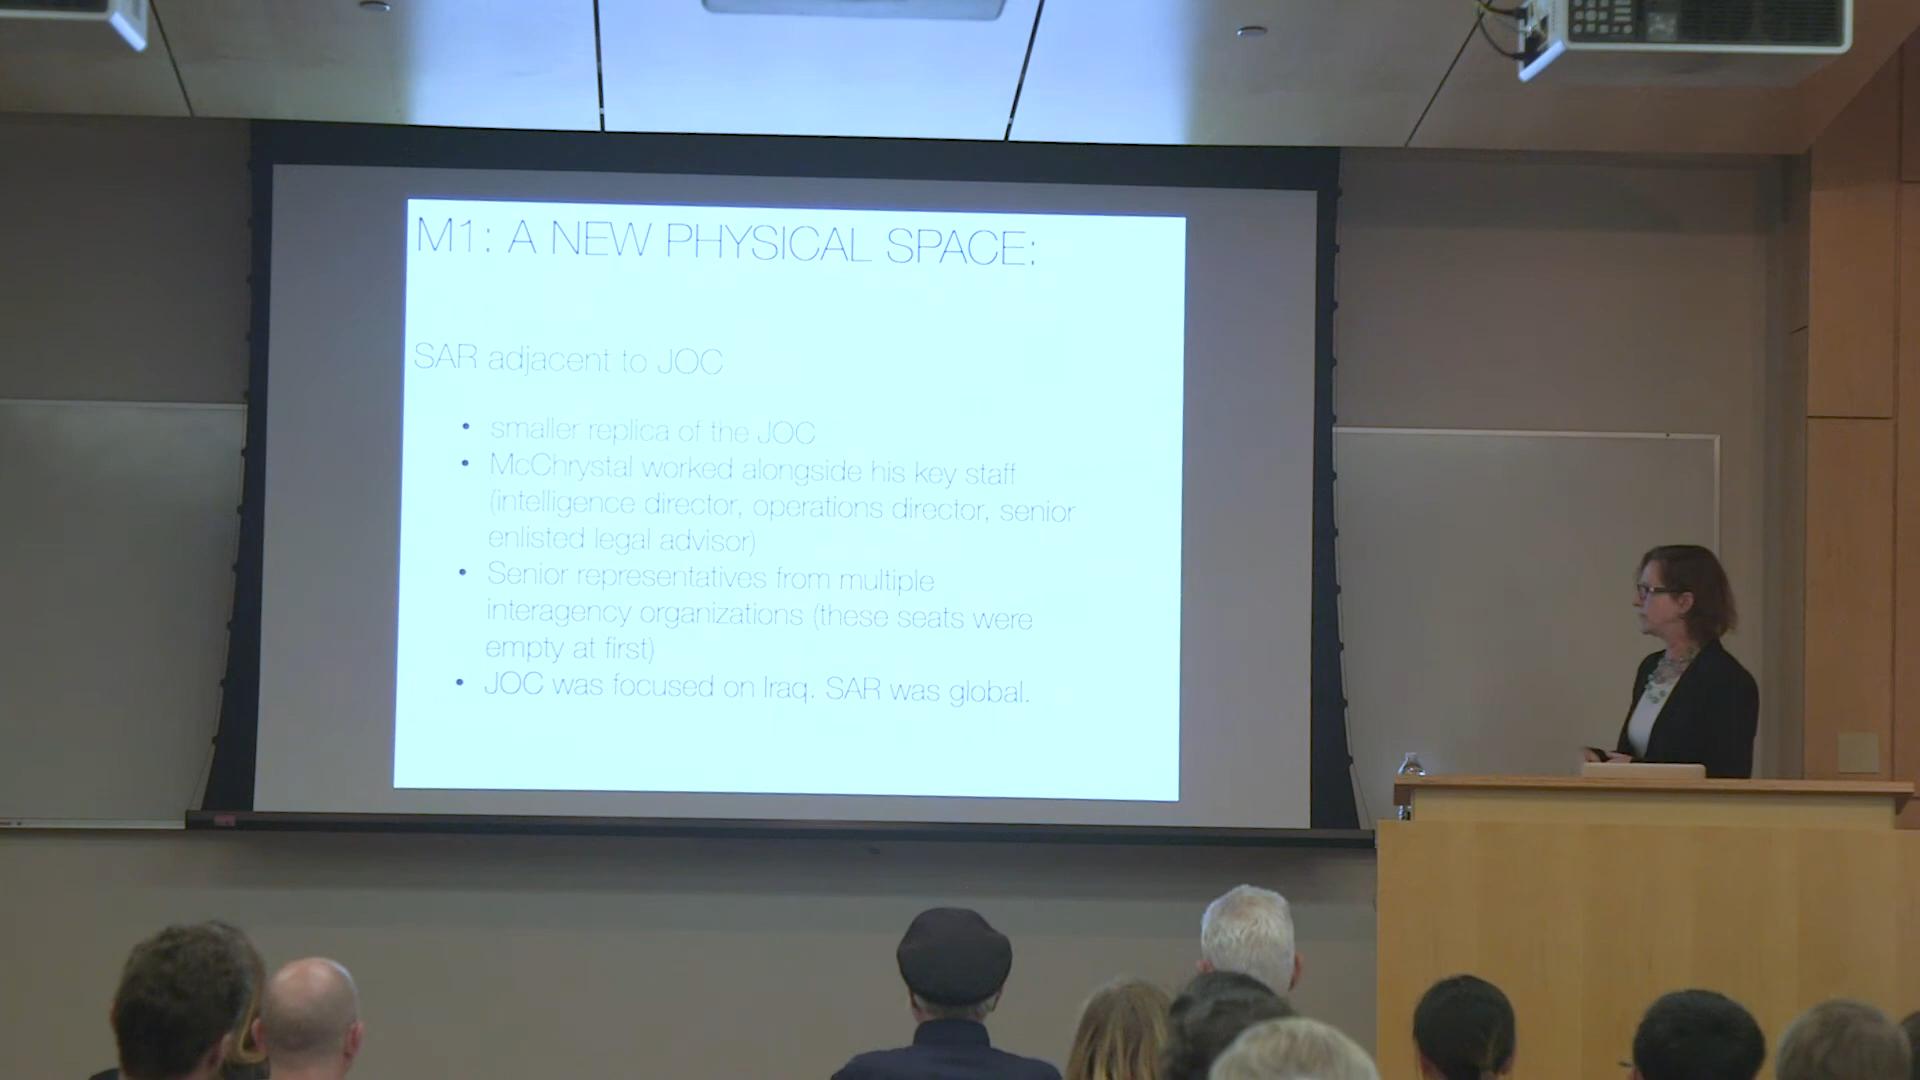 M1: A NEW PHYSICAL SPACE:
SAR adjacent to JOC
• smaller replica of the JOC
• McChrystal worked alongside his key staff
(intelligence director, operations director, senior
enlisted legal advisor)
• Senior representatives from multiple
interagency organizations (these seats were
empty at first)
• JOC was focused on Iraq. SAR was global.